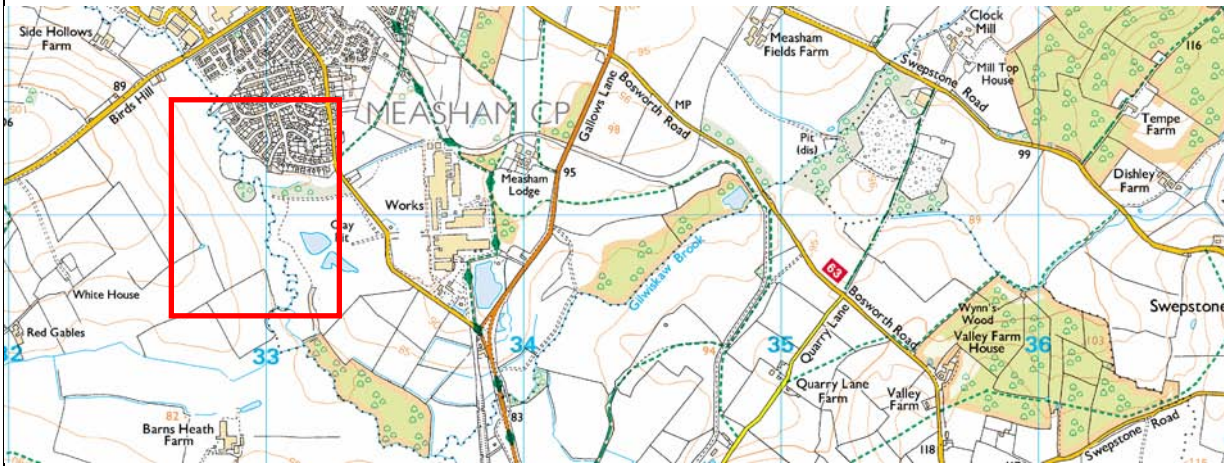 Side Hollows
Farm
89
Birds Hill
MEASHAM CP
Works
Measham
Lodge
Gallows Lane
95
98
95
Bosworth Road
MP
Measham
Fields Farm
Clock
Mill
Mill Top
House
Swepstone Road
116
Tempe
Farm
Pit
(dis)
99
Dishley
Farm
89
Clay
Pit
White House
Red Gables
32
33
34
35
36
Gilwiskaw Brook
63
Quarry Lane
Bosworth Road
Wynn's
Wood
Valley Farm
House
Swepstone
103
94
85
83
82
Barns Heath
Farm
Quarry Lane
Farm
Valley
Farm
118
Swepstone Road